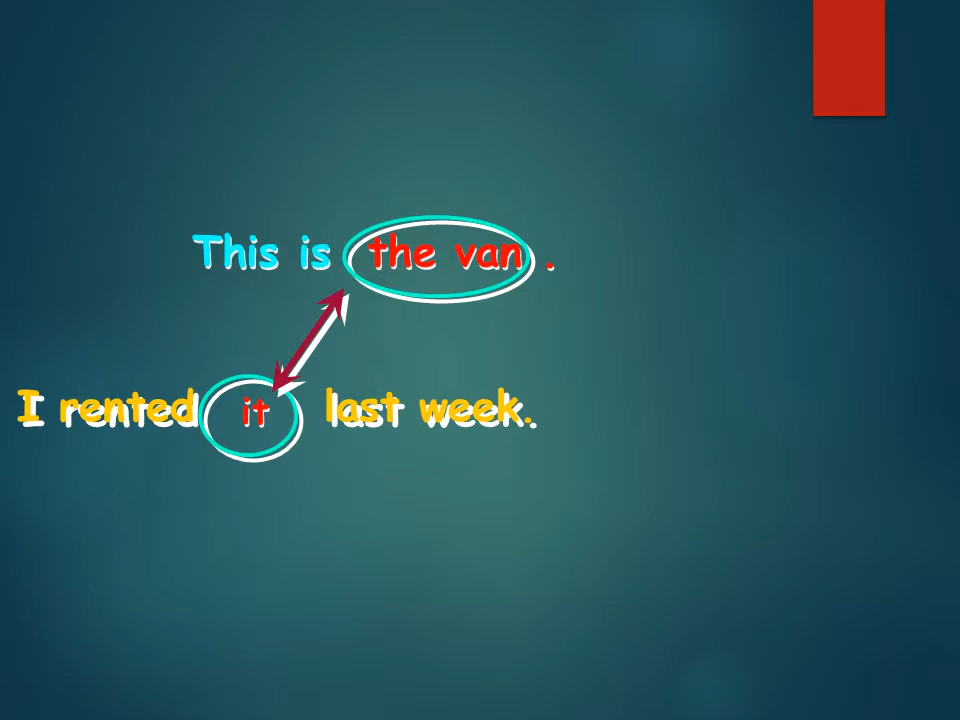 This is the van .
I rented it last week.